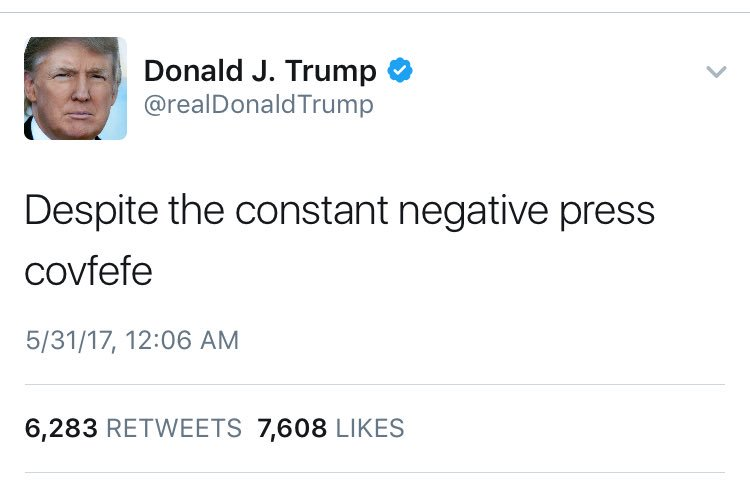 Donald J. Trump
@realDonaldTrump
Despite the constant negative press
covfefe
5/31/17, 12:06 AM
6,283 RETWEETS 7,608 LIKES